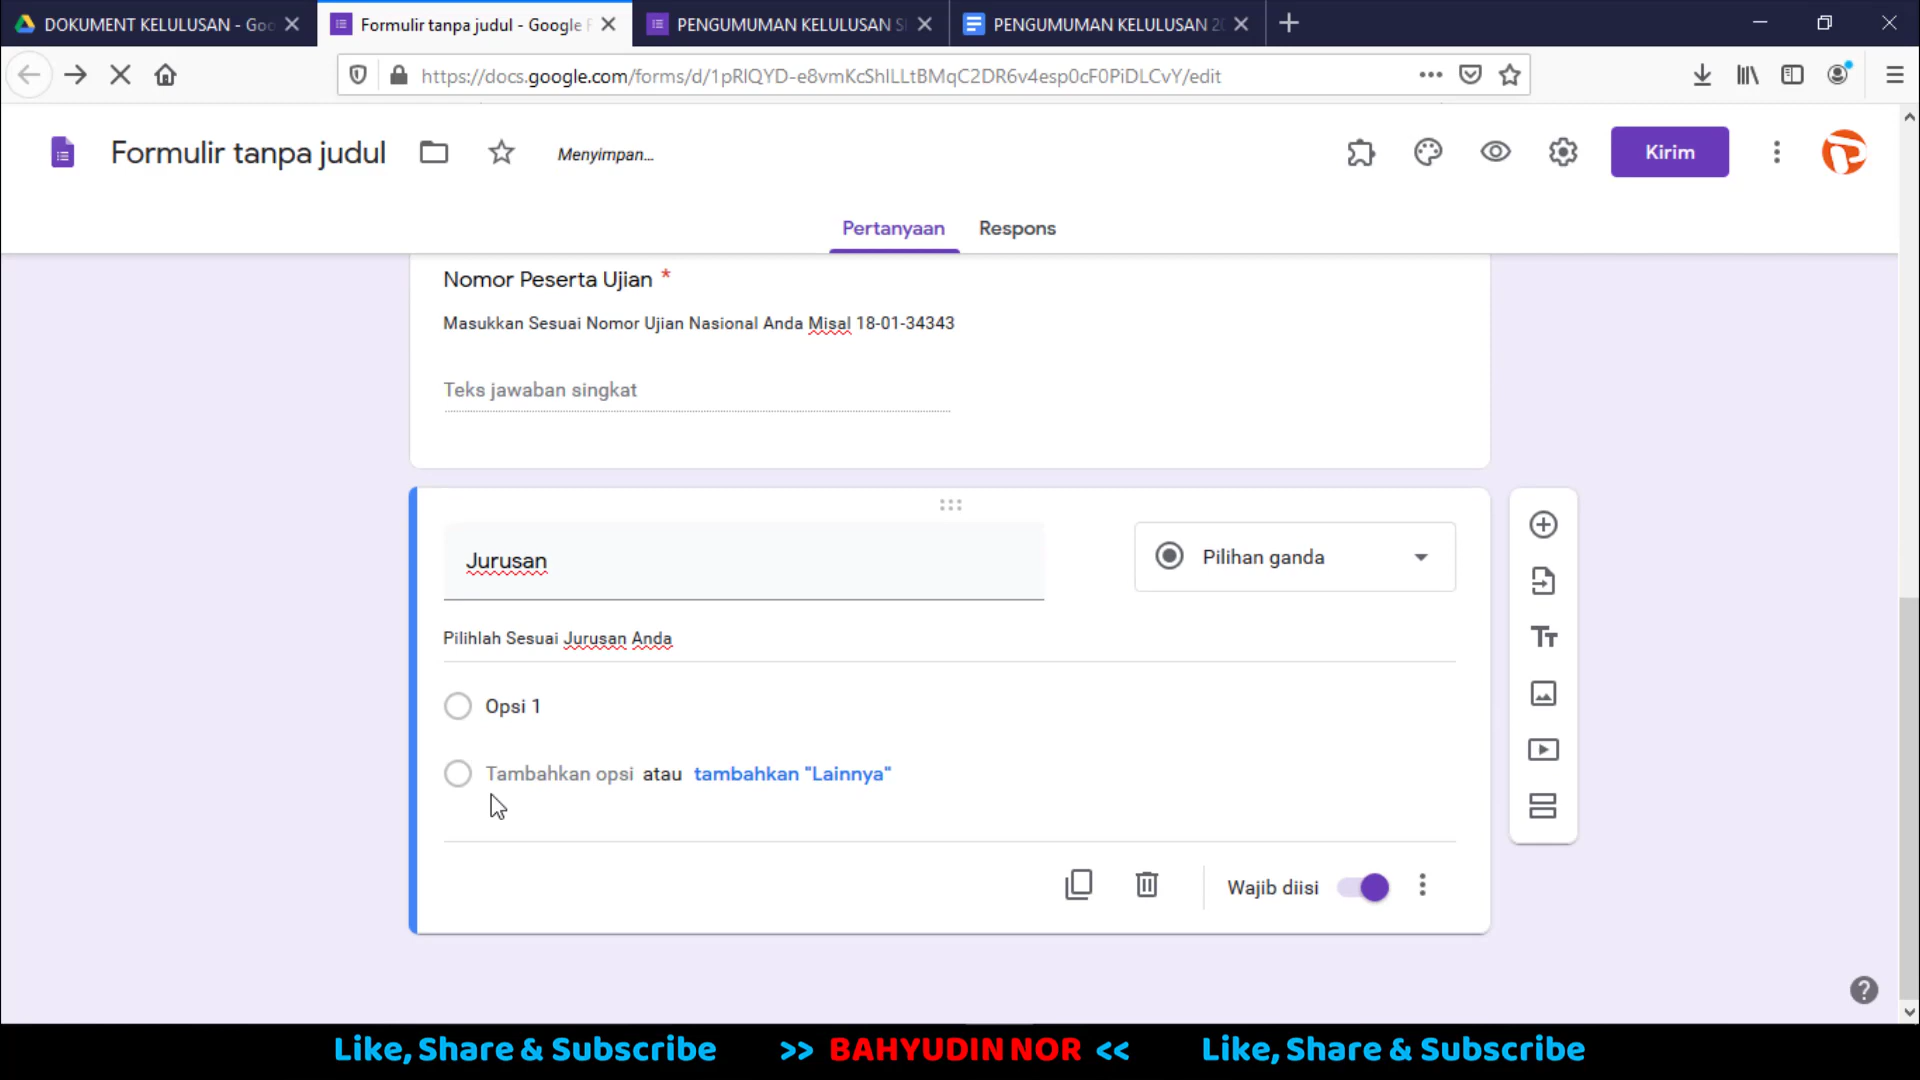 DOKUMENT KELULUSAN - Goo
Formulir tanpa judul - Google F
PENGUMUMAN KELULUSAN S
PENGUMUMAN KELULUSAN 20
https://docs.google.com/forms/d/1pRlQYD-e8vmKcShlLLtBMqC2DR6v4esp0cF0PiDLCvY/edit
Formulir tanpa judul
Menyimpan...
Kirim
Pertanyaan
Respons
Nomor Peserta Ujian *
Masukkan Sesuai Nomor Ujian Nasional Anda Misal 18-01-34343
Teks jawaban singkat
Jurusan
Pilihan ganda
Pilihlah Sesuai Jurusan Anda
Opsi 1
Tambahkan opsi atau tambahkan "Lainnya"
Wajib diisi
Like, Share & Subscribe >> BAHYUDIN NOR << Like, Share & Subscribe